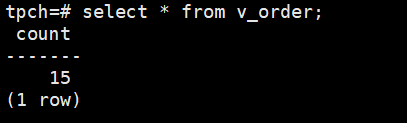 tpch=# select * from v_order;
count
-------
15
(1 row)